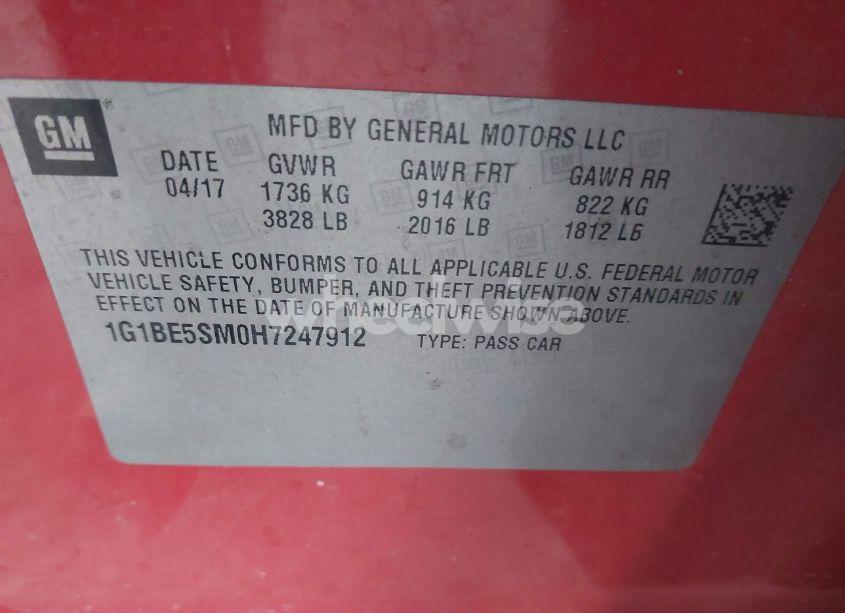 GM
MFD BY GENERAL MOTORS LLC
DATE GVWR GAWR FRT GAWR RR
04/17 1736 KG 914 KG 822 KG
3828 LB 2016 LB 1812 LB
THIS VEHICLE CONFORMS TO ALL APPLICABLE U.S. FEDERAL MOTOR
VEHICLE SAFETY, BUMPER, AND THEFT PREVENTION STANDARDS IN
EFFECT ON THE DATE OF MANUFACTURE SHOWN ABOVE.
wheelwise
1G1BE5SM0H7247912 TYPE: PASS CAR